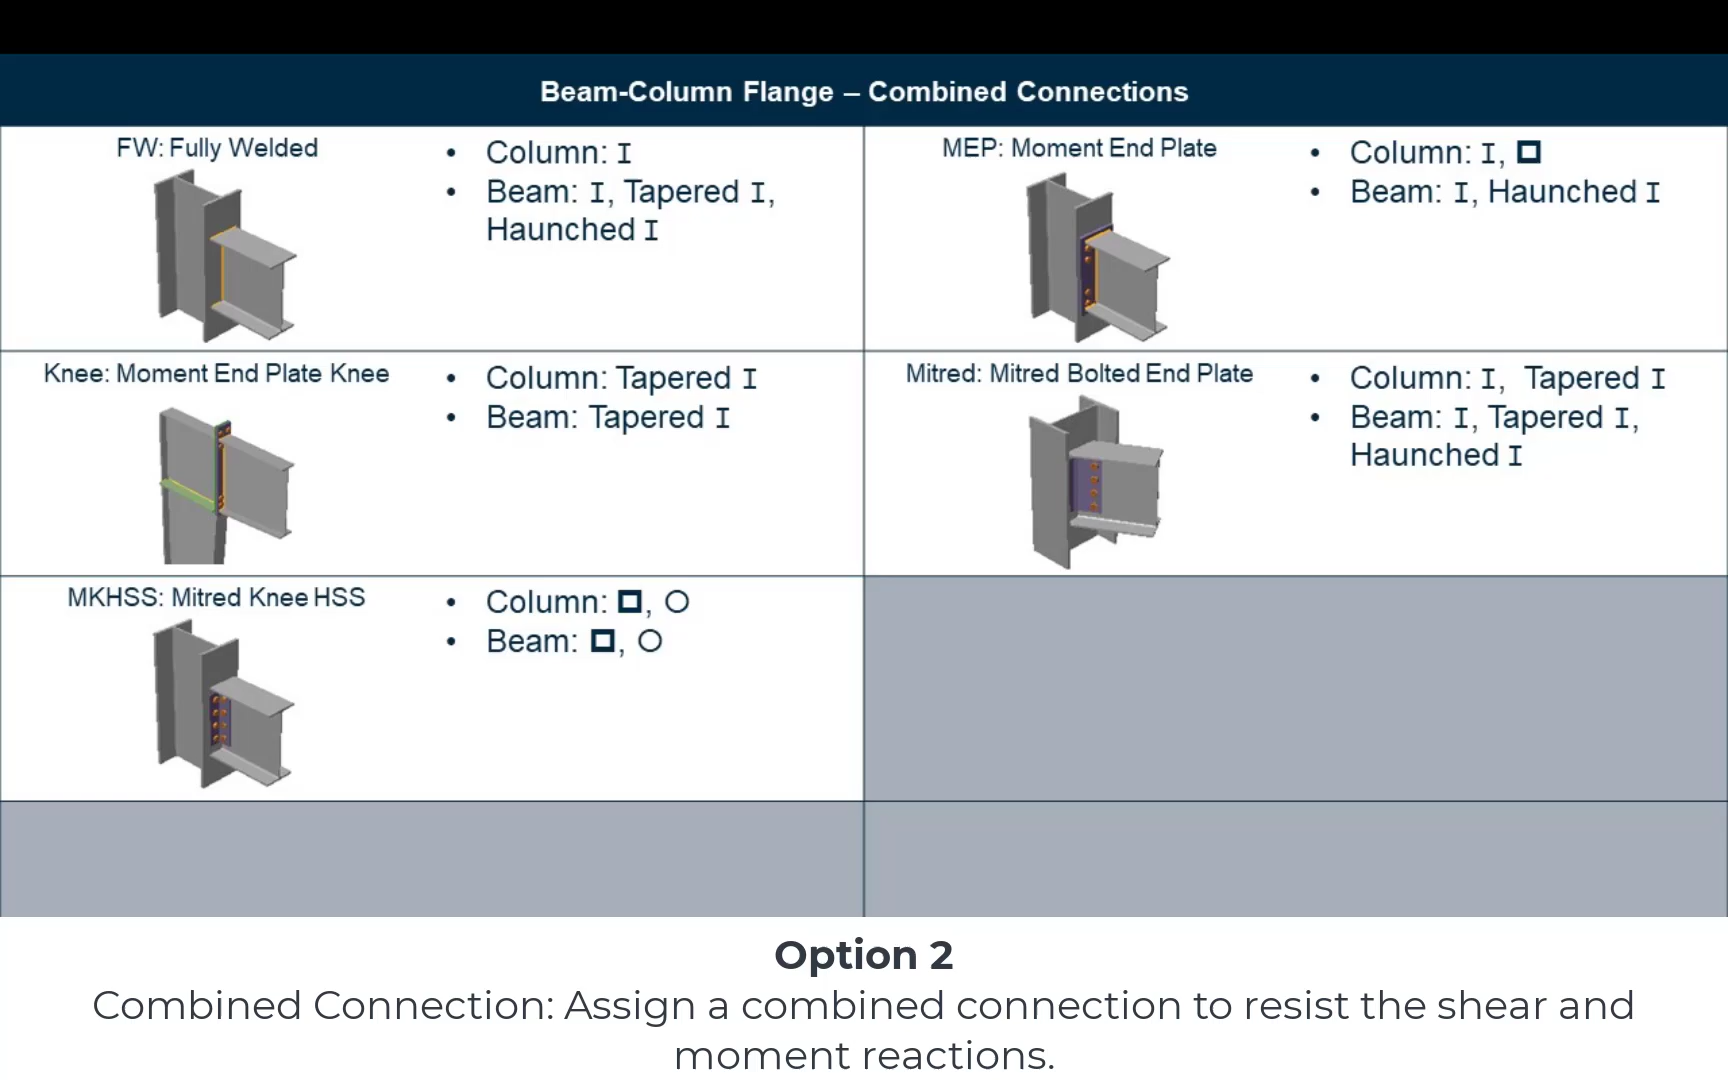 Beam-Column Flange – Combined Connections
FW: Fully Welded
• Column: I
• Beam: I, Tapered I,
Haunched I
MEP: Moment End Plate
• Column: I, □
• Beam: I, Haunched I
Knee: Moment End Plate Knee
• Column: Tapered I
• Beam: Tapered I
Mitred: Mitred Bolted End Plate
• Column: I, Tapered I
• Beam: I, Tapered I,
Haunched I
MKHSS: Mitred Knee HSS
• Column: □, ○
• Beam: □, ○
Option 2
Combined Connection: Assign a combined connection to resist the shear and
moment reactions.